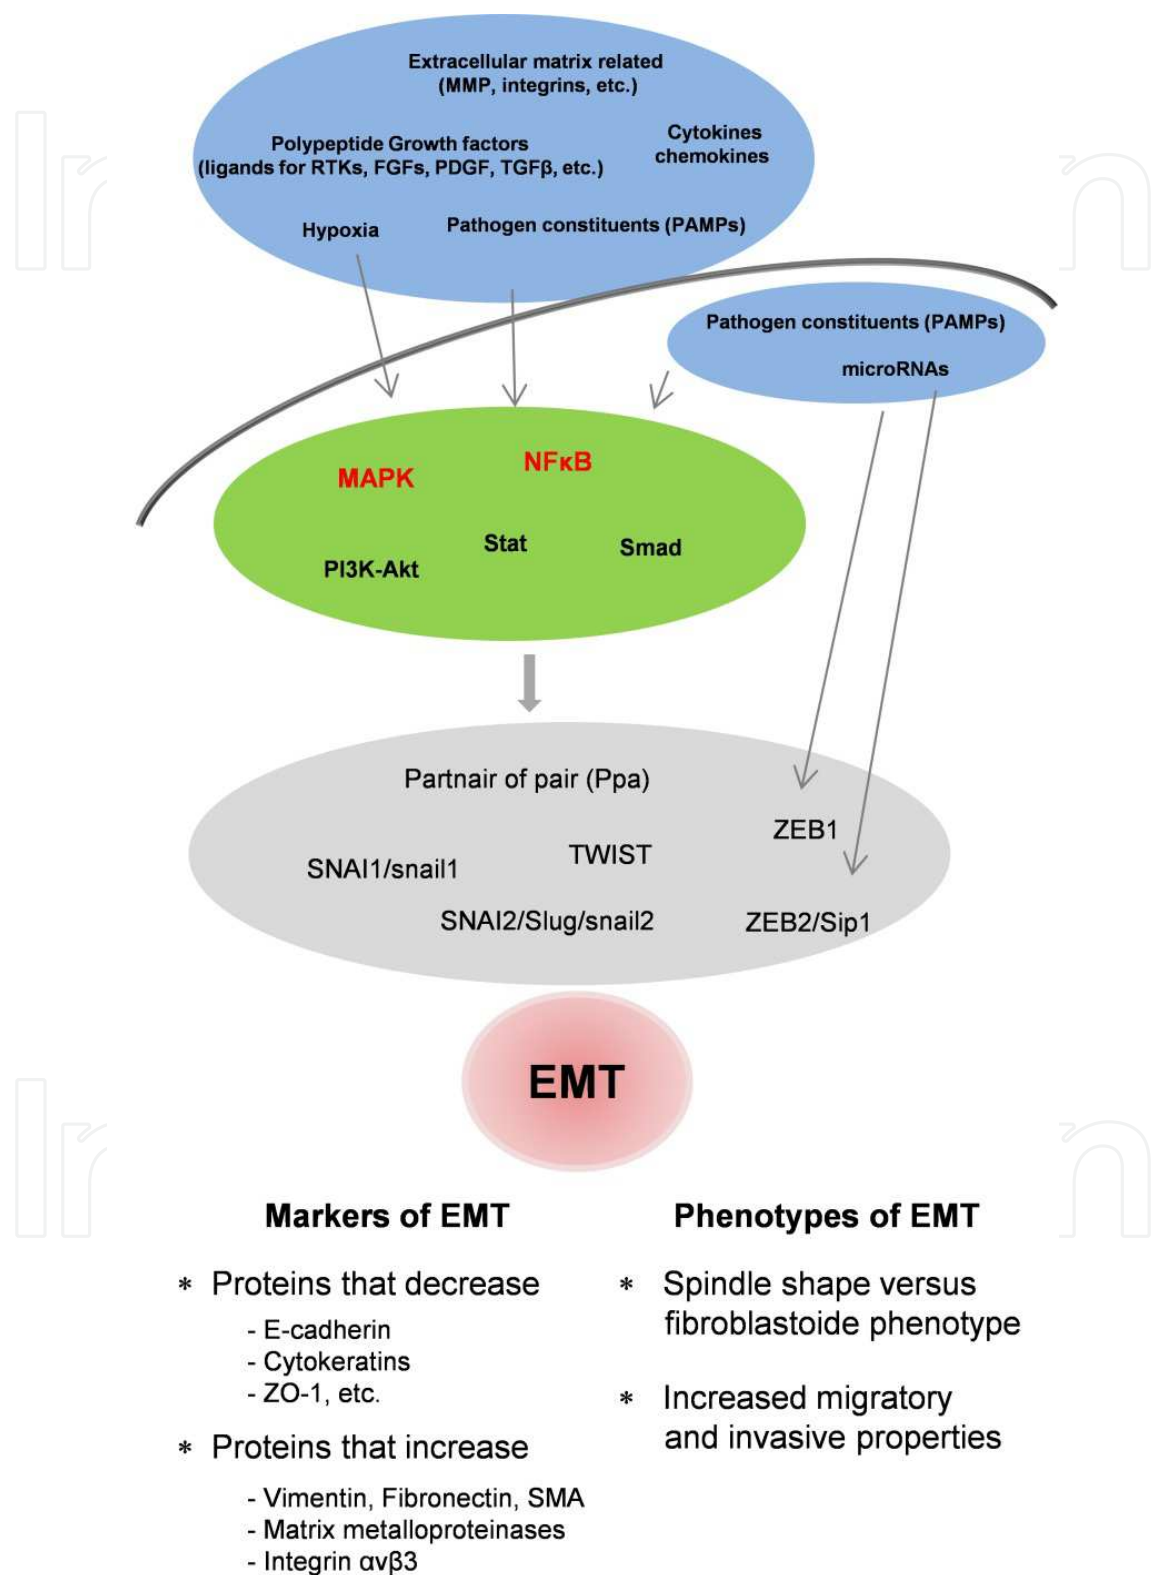 Extracellular matrix related
(MMP, integrins, etc.)
Polypeptide Growth factors
(ligands for RTKs, FGFs, PDGF, TGFβ, etc.)
Cytokines
chemokines
Hypoxia
Pathogen constituents (PAMPs)
Pathogen constituents (PAMPs)
microRNAs
MAPK
NFκB
Stat
Smad
PI3K-Akt
Partnair of pair (Ppa)
ZEB1
TWIST
SNAI1/snail1
SNAI2/Slug/snail2
ZEB2/Sip1
EMT
Markers of EMT
* Proteins that decrease
- E-cadherin
- Cytokeratins
- ZO-1, etc.
* Proteins that increase
- Vimentin, Fibronectin, SMA
- Matrix metalloproteinases
- Integrin αvβ3
Phenotypes of EMT
* Spindle shape versus
fibroblastoide phenotype
* Increased migratory
and invasive properties